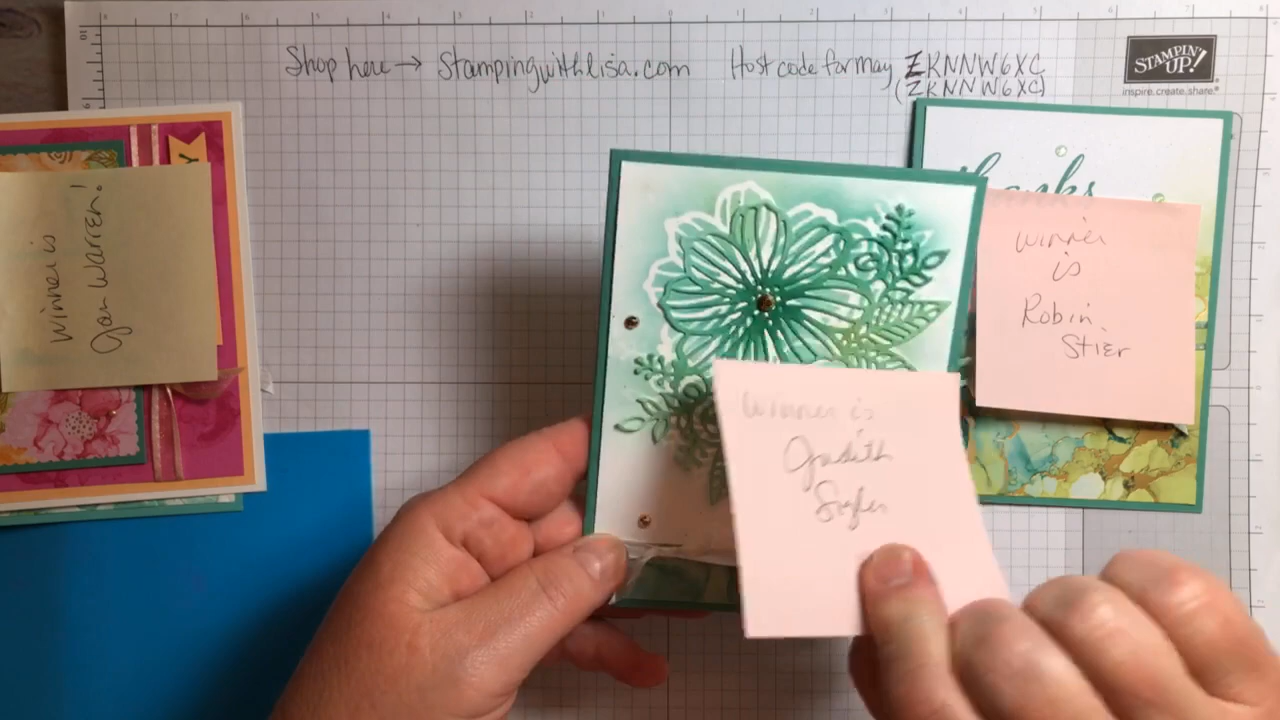 Shop here → Stampingwithlisa.com Host code for may ZKNNW6XC
(ZKNNW6XC)
STAMPIN' UP!®
inspire.create.share.®
Y
winner is
Jan Warren!
thanks
winner
is
Robin
Stier
Winner is
Judith